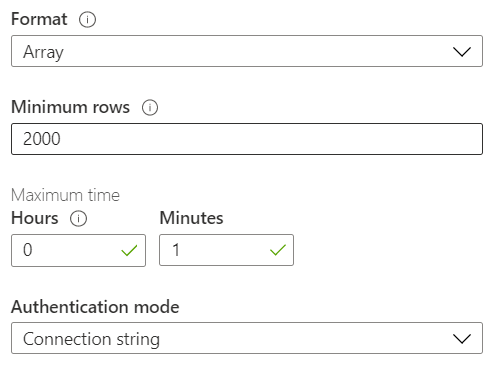 Format
Array
Minimum rows
2000
Maximum time
Hours Minutes
0 1
Authentication mode
Connection string